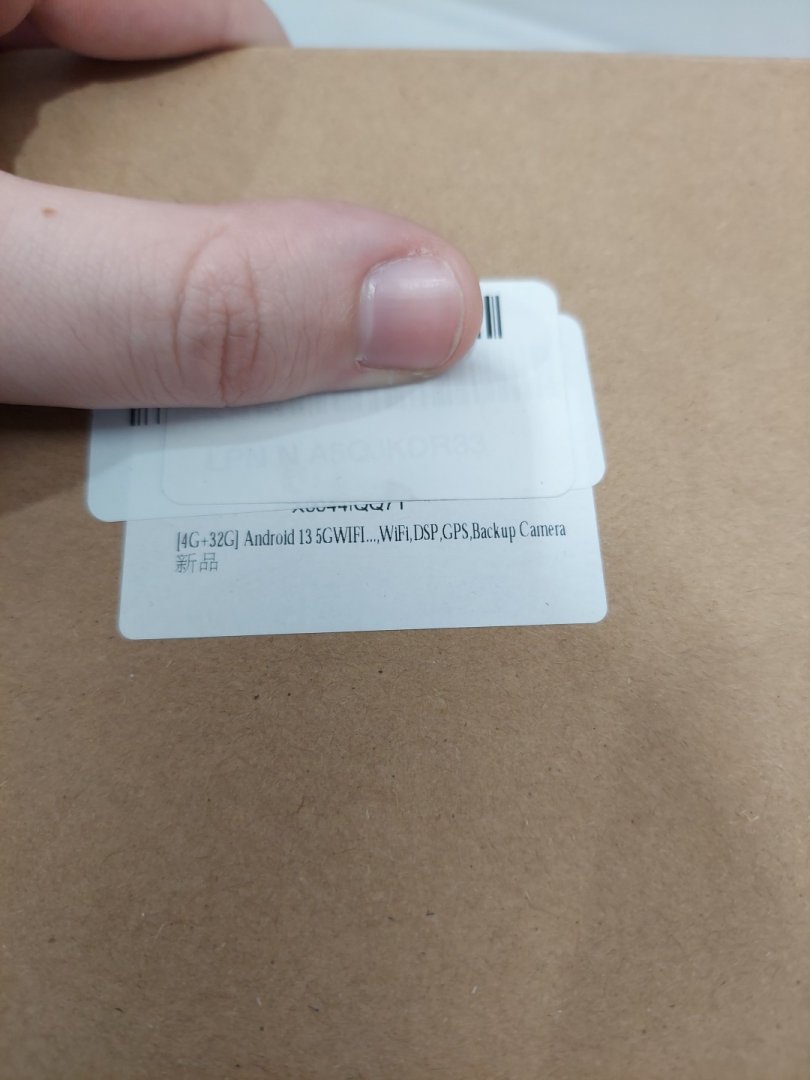 [4G+32G] Android 13 5GWIFI...,WiFi,DSP,GPS,Backup Camera
新品